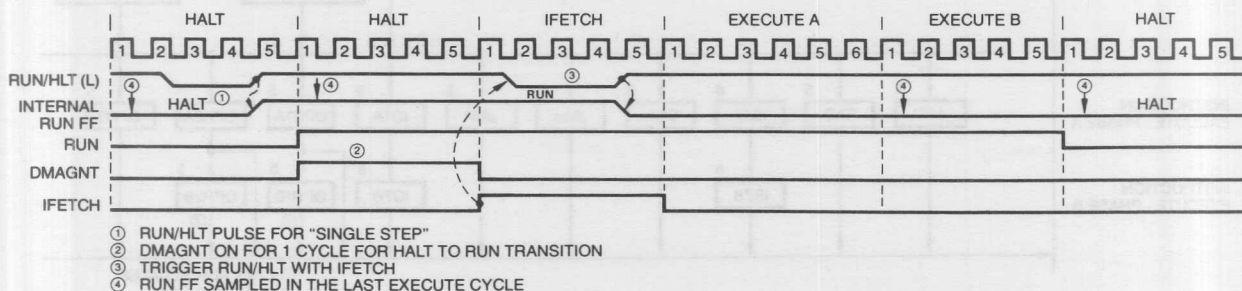 HALT HALT IFETCH EXECUTE A EXECUTE B HALT
1 2 3 4 5 1 2 3 4 5 1 2 3 4 5 1 2 3 4 5 6 1 2 3 4 5 1 2 3 4 5
RUN/HLT (L) ③
④ HALT ① ④ RUN ④ ④ HALT
INTERNAL
RUN FF
RUN
DMAGNT ②
IFETCH
① RUN/HLT PULSE FOR "SINGLE STEP"
② DMAGNT ON FOR 1 CYCLE FOR HALT TO RUN TRANSITION
③ TRIGGER RUN/HLT WITH IFETCH
④ RUN FF SAMPLED IN THE LAST EXECUTE CYCLE